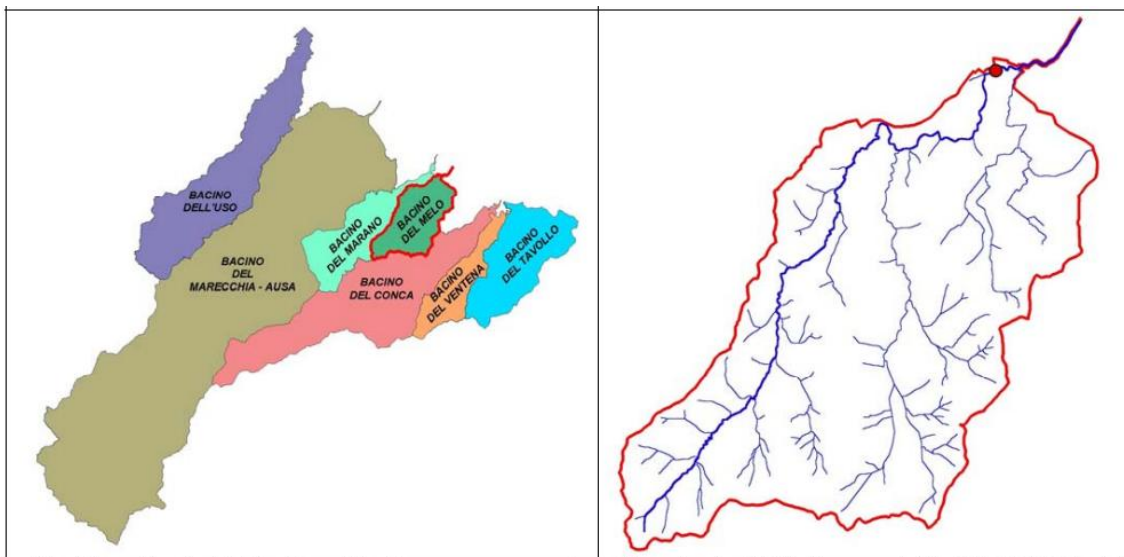 BACINO
DELL'USO
BACINO
DEL
MARECCHIA - AUSA
BACINO
DEL MARANO
BACINO
DEL MELO
BACINO
DEL CONCA
BACINO
DEL VENTENA
BACINO
DEL TAVOLLO